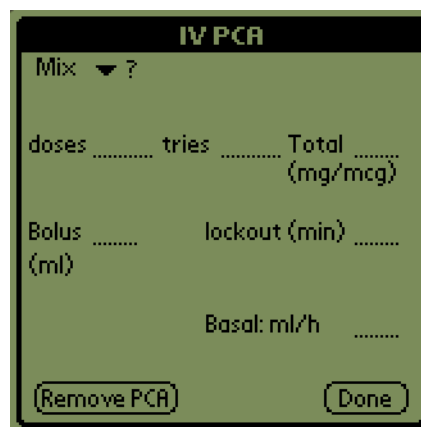 IV PCA
Mix ?
doses tries Total
(mg/mcg)
Bolus lockout (min)
(ml)
Basal: ml/h
Remove PCA Done